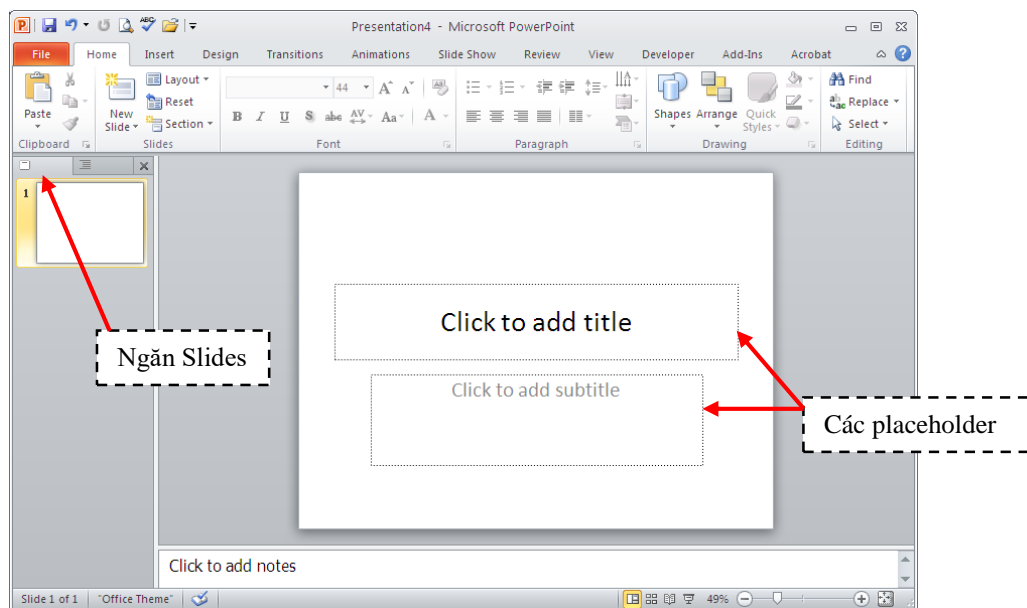 Presentation4 - Microsoft PowerPoint
File Home Insert Design Transitions Animations Slide Show Review View Developer Add-Ins Acrobat
Paste
New
Slide
Layout
Reset
Section
44
B I U S abc AV Aa A
Shapes Arrange Quick
Styles
Find
Replace
Select
Clipboard Slides Font Paragraph Drawing Editing
1
Click to add title
Ngăn Slides
Click to add subtitle
Các placeholder
Click to add notes
Slide 1 of 1 "Office Theme" 49%